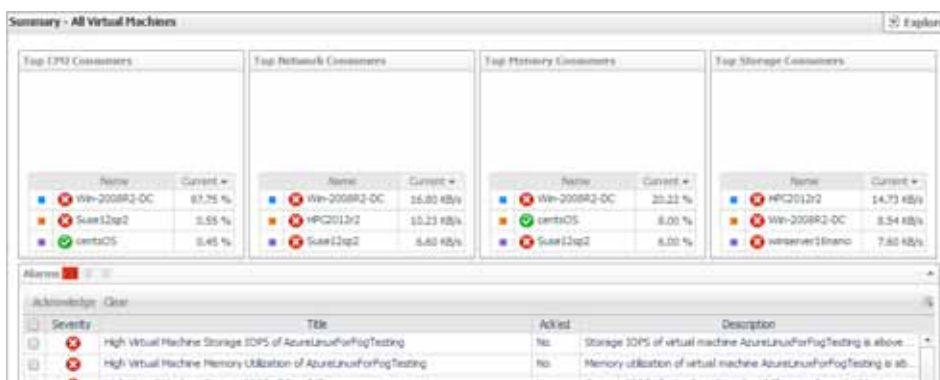 Summary - All Virtual Machines
Explor
Top CPU Consumers
Name Current
Win-2008R2-DC 87.75 %
Suse12sp2 0.55 %
centsOS 0.45 %
Top Network Consumers
Name Current
Win-2008R2-DC 16.80 KB/s
HPC2012r2 10.23 KB/s
Suse12sp2 6.60 KB/s
Top Memory Consumers
Name Current
Win-2008R2-DC 20.22 %
centsOS 8.00 %
Suse12sp2 6.00 %
Top Storage Consumers
Name Current
HPC2012r2 14.73 KB/s
Win-2008R2-DC 8.54 KB/s
winserver16nano 7.60 KB/s
Alarms
Acknowledge Clear
Severity Title Ack'ed Description
High Virtual Machine Storage IOPS of AzureLinuxForFogTesting No Storage IOPS of virtual machine AzureLinuxForFogTesting is above ...
High Virtual Machine Memory Utilization of AzureLinuxForFogTesting No Memory utilization of virtual machine AzureLinuxForFogTesting is ab...